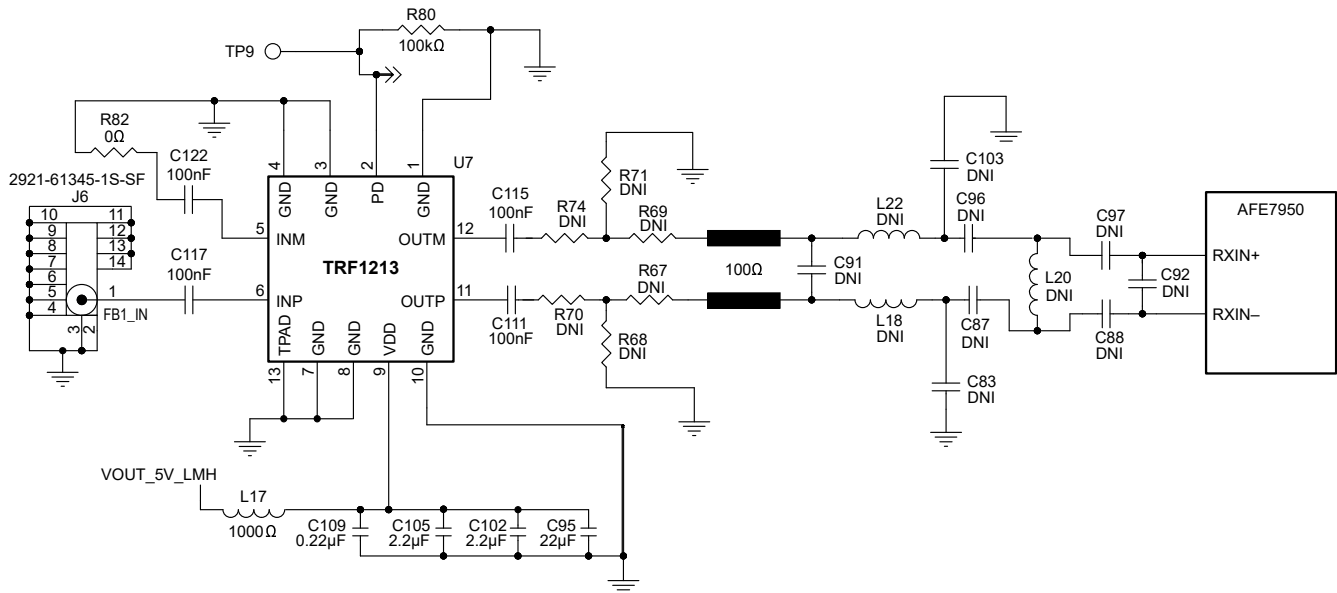 R80
100kΩ
TP9
R82
0Ω
C122
100nF
2921-61345-1S-SF
J6
10
9
8
7
6
5
4
11
12
13
14
1
3
2
FB1_IN
C117
100nF
4
3
2
1
U7
GND
GND
PD
GND
5
INM
6
INP
OUTM
12
OUTP
11
TRF1213
TPAD
GND
GND
VDD
GND
13
7
8
9
10
C115
100nF
R74
DNI
R71
DNI
R69
DNI
C111
100nF
R70
DNI
R67
DNI
R68
DNI
100Ω
C91
DNI
L22
DNI
L18
DNI
C103
DNI
C96
DNI
C87
DNI
C83
DNI
L20
DNI
C97
DNI
C88
DNI
C92
DNI
AFE7950
RXIN+
RXIN–
VOUT_5V_LMH
L17
1000Ω
C109
0.22µF
C105
2.2µF
C102
2.2µF
C95
22µF